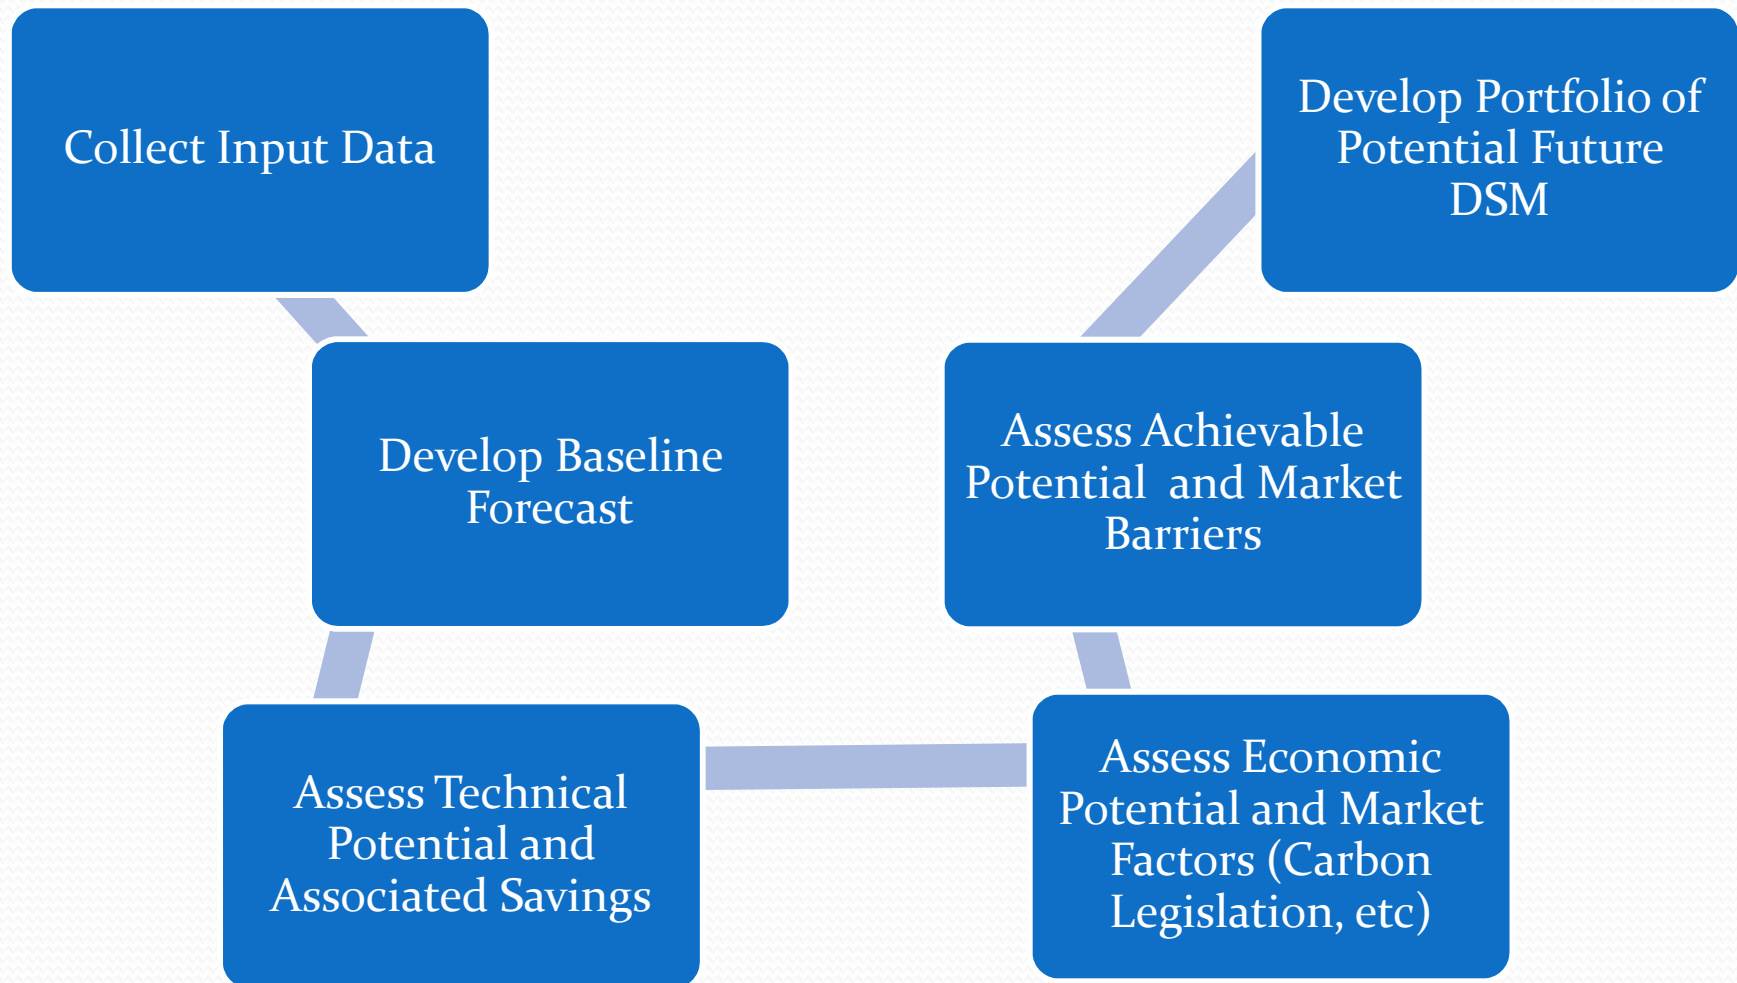 Collect Input Data
Develop Baseline
Forecast
Assess Technical
Potential and
Associated Savings
Assess Economic
Potential and Market
Factors (Carbon
Legislation, etc)
Assess Achievable
Potential  and Market
Barriers
Develop Portfolio of
Potential Future
DSM